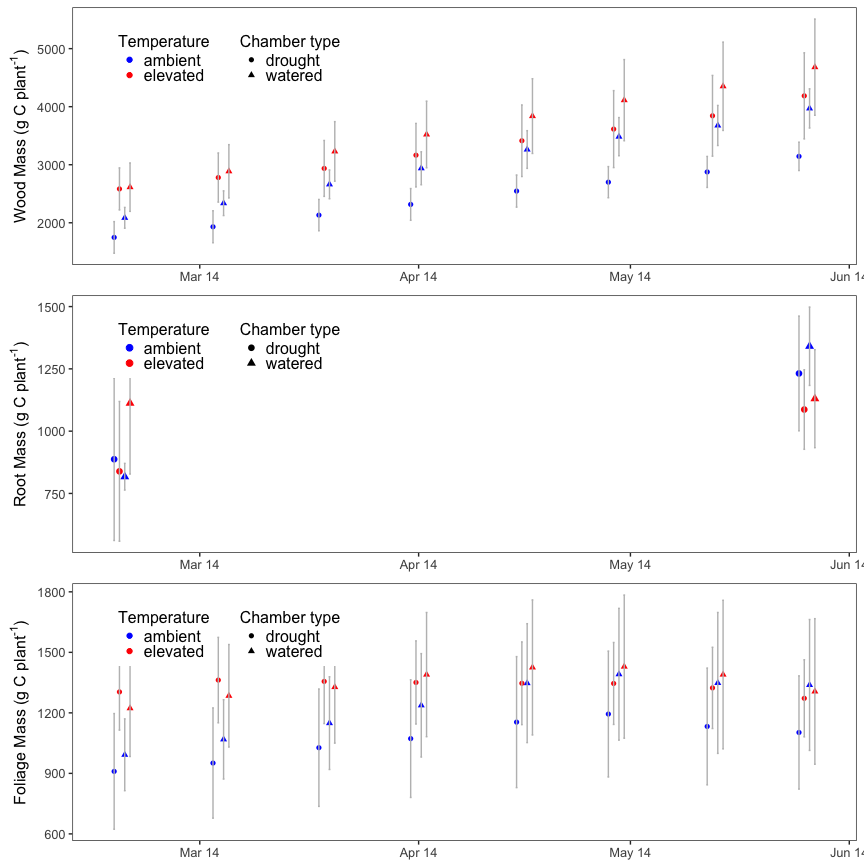 Wood Mass (g C plant⁻¹)
5000
4000
3000
2000
Temperature Chamber type
ambient drought
elevated watered
Mar 14 Apr 14 May 14 Jun 14
Root Mass (g C plant⁻¹)
1500
1250
1000
750
Temperature Chamber type
ambient drought
elevated watered
Mar 14 Apr 14 May 14 Jun 14
Foliage Mass (g C plant⁻¹)
1800
1500
1200
900
600
Temperature Chamber type
ambient drought
elevated watered
Mar 14 Apr 14 May 14 Jun 14